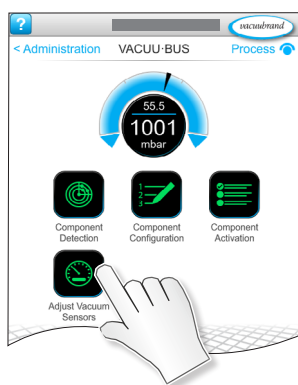 ?
vacuubrand
< Administration VACUU·BUS Process
55.5
1001
mbar
1
2
3
Component
Detection
Component
Configuration
Component
Activation
Adjust Vacuum
Sensors